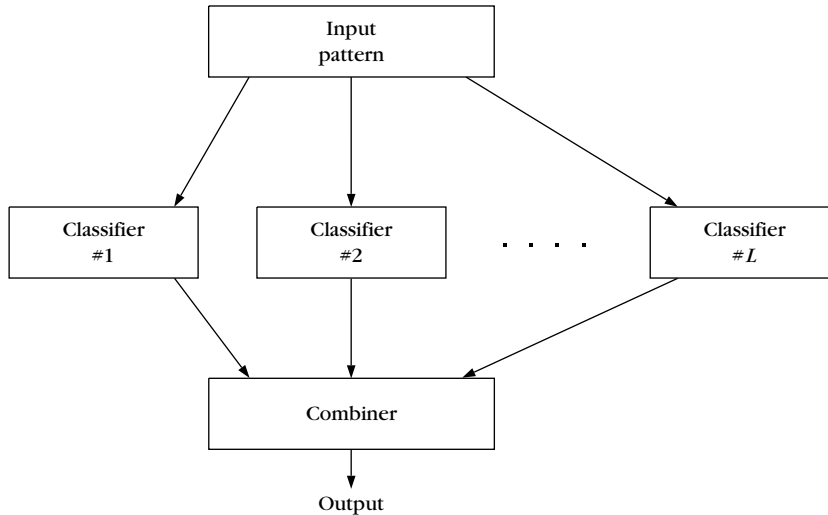 Input
pattern
Classifier
#1
Classifier
#2
. . . .
Classifier
#L
Combiner
Output